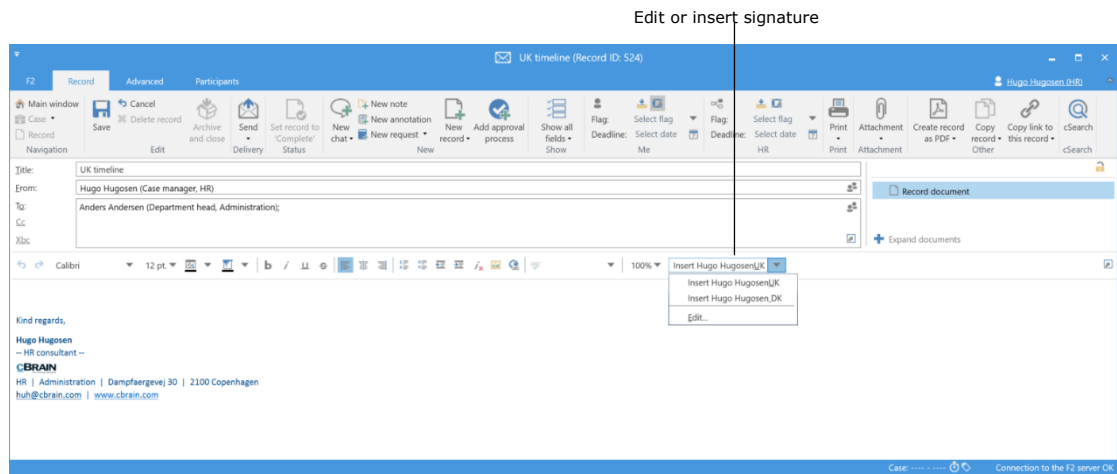 Edit or insert signature
UK timeline (Record ID: 524)
F2 Record Advanced Participants Hugo Hugosen (HR)
Main window
Case
Record
Navigation
Save
Cancel
Delete record
Archive and close
Edit
Send
Delivery
Set record to 'Complete'
Status
New chat
New note
New annotation
New request
New record
Add approval process
New
Show all fields
Show
Flag: Select flag
Deadline: Select date
Me
Flag: Select flag
Deadline: Select date
HR
Print
Print
Attachment
Attachment
Create record as PDF
Copy record
Copy link to this record
Other
cSearch
cSearch
Title: UK timeline
From: Hugo Hugosen (Case manager, HR)
To: Anders Andersen (Department head, Administration);
Cc
Xbc
Record document
Expand documents
Calibri 12 pt. b i u 100% Insert Hugo HugosenUK
Insert Hugo HugosenUK
Insert Hugo Hugosen,DK
Edit...
Kind regards,
Hugo Hugosen
-- HR consultant --
CBRAIN
HR | Administration | Dampfaergevej 30 | 2100 Copenhagen
huh@cbrain.com | www.cbrain.com
Case: ---- - ---- Connection to the F2 server OK